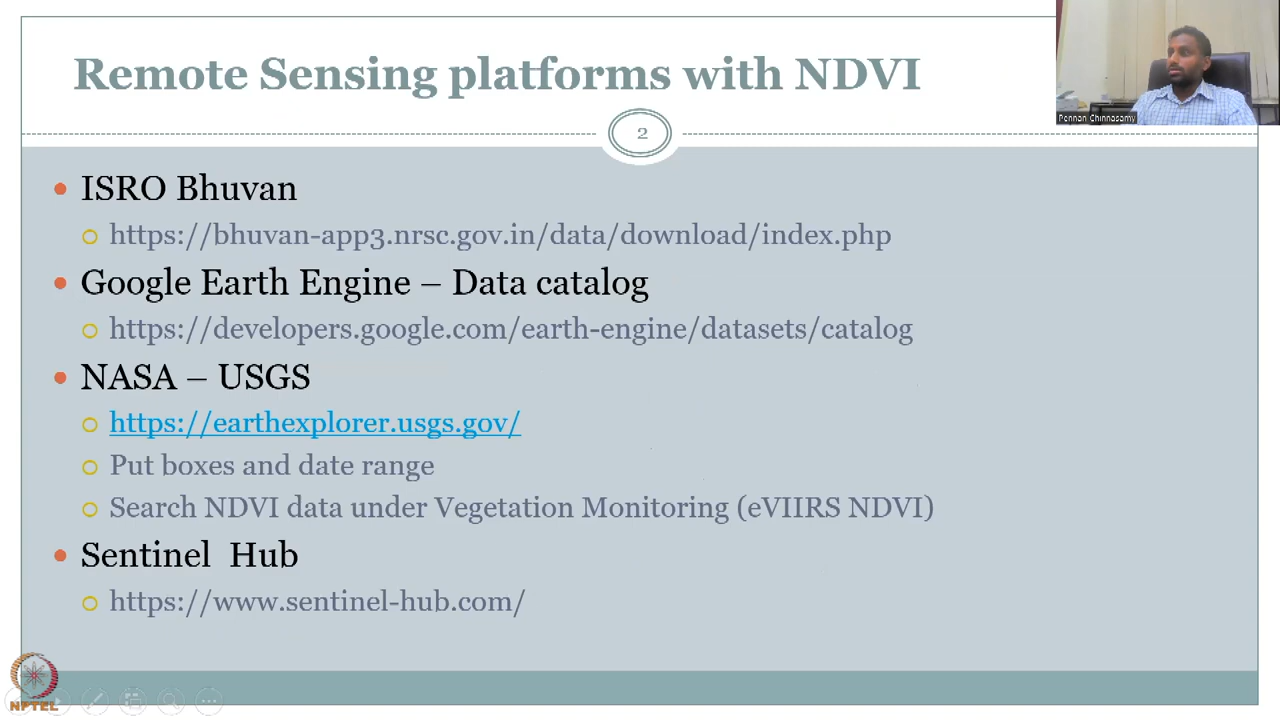 Remote Sensing platforms with NDVI
Pennan Chinnasamy
2
ISRO Bhuvan
https://bhuvan-app3.nrsc.gov.in/data/download/index.php
Google Earth Engine – Data catalog
https://developers.google.com/earth-engine/datasets/catalog
NASA – USGS
https://earthexplorer.usgs.gov/
Put boxes and date range
Search NDVI data under Vegetation Monitoring (eVIIRS NDVI)
Sentinel Hub
https://www.sentinel-hub.com/
NPTEL